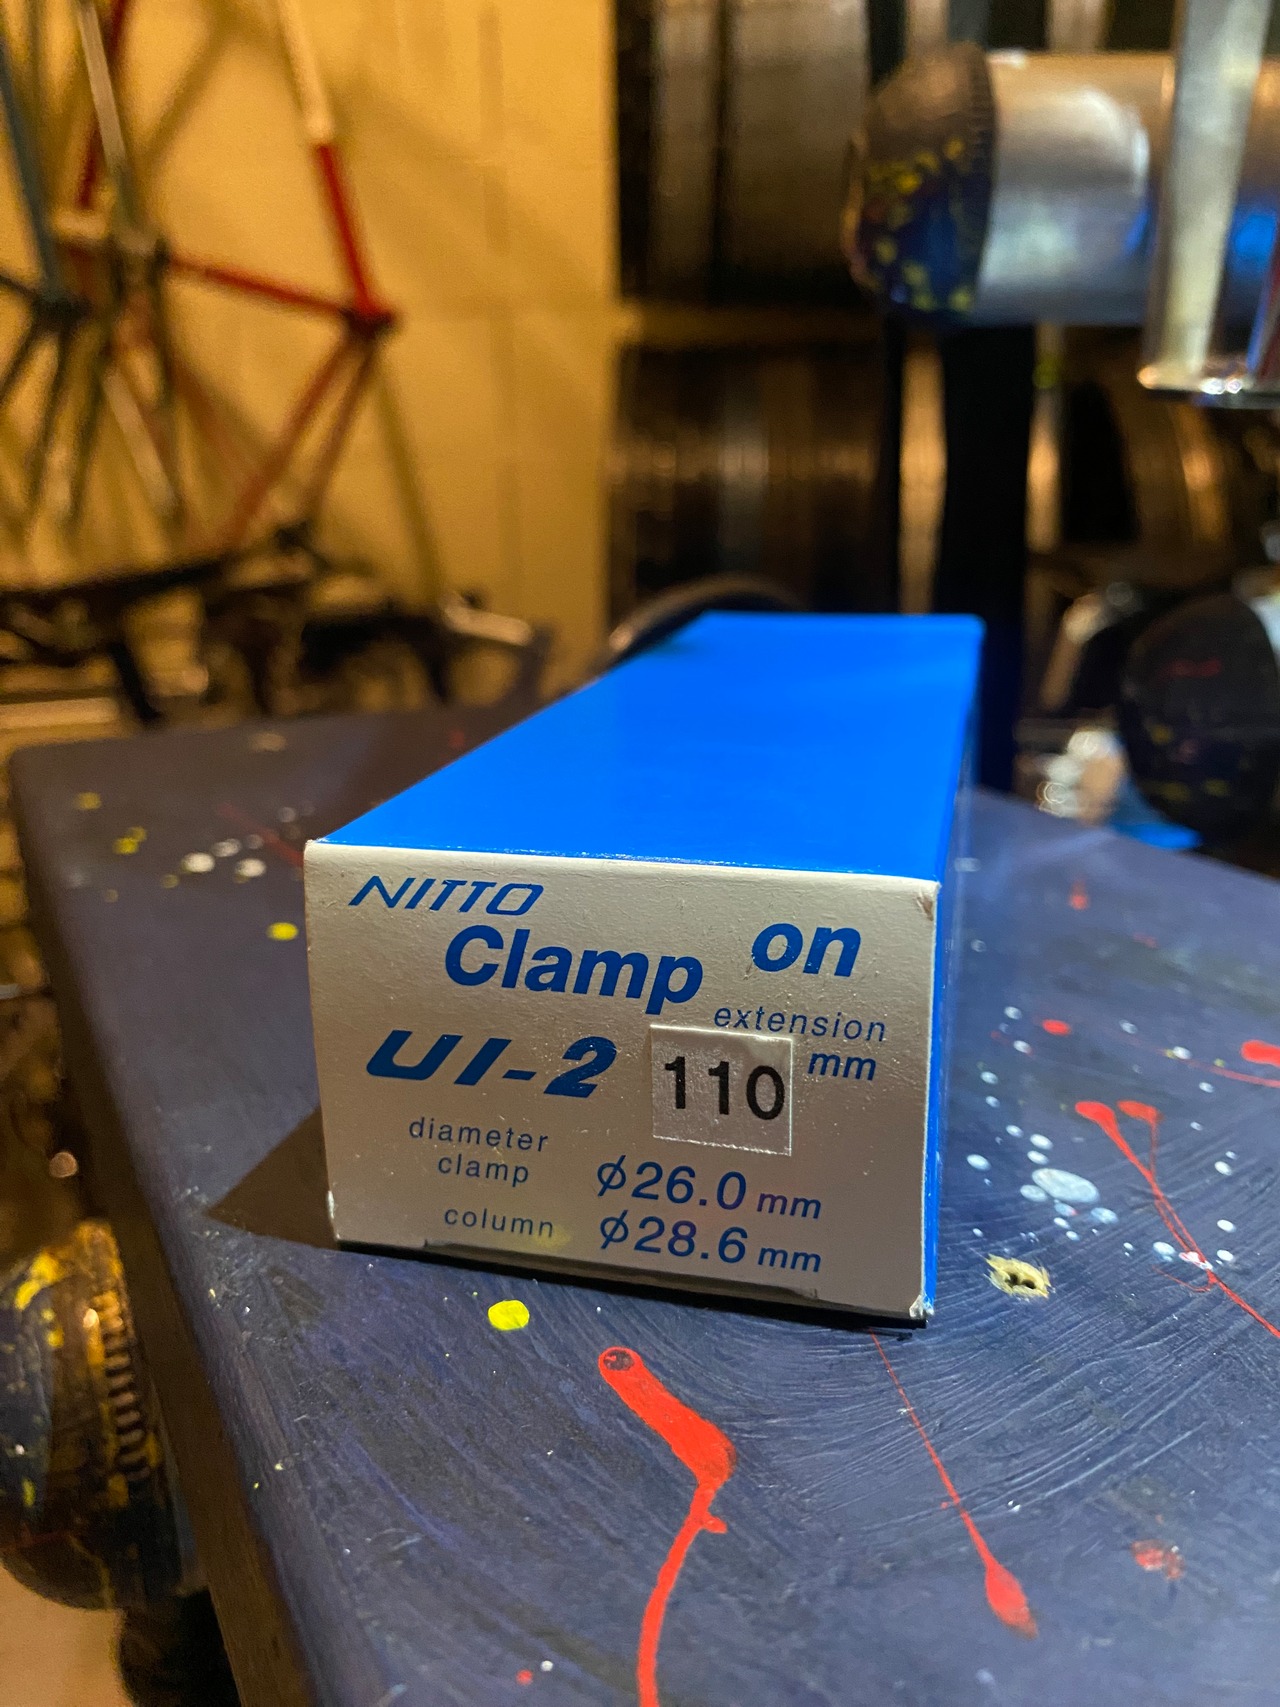 NITTO
Clamp on
extension
UI-2 110 mm
diameter
clamp φ26.0 mm
column φ28.6 mm